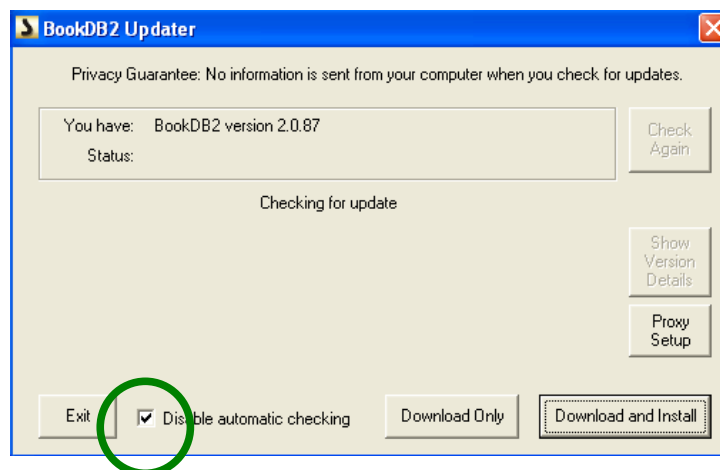 BookDB2 Updater
Privacy Guarantee: No information is sent from your computer when you check for updates.
You have: BookDB2 version 2.0.87
Status:
Check
Again
Checking for update
Show
Version
Details
Proxy
Setup
Exit
Disable automatic checking
Download Only
Download and Install